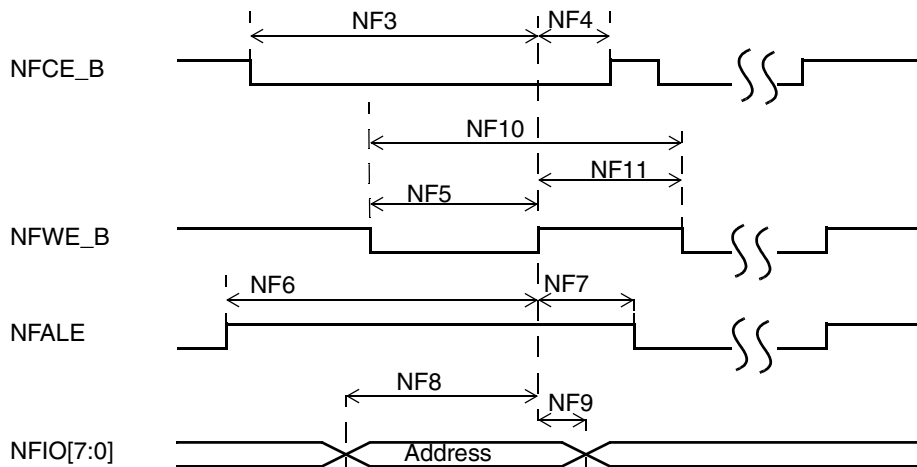 NF3 NF4
NFCE_B
NF10
NF11
NF5
NFWE_B
NF6 NF7
NFALE
NF8
NF9
NFIO[7:0] Address